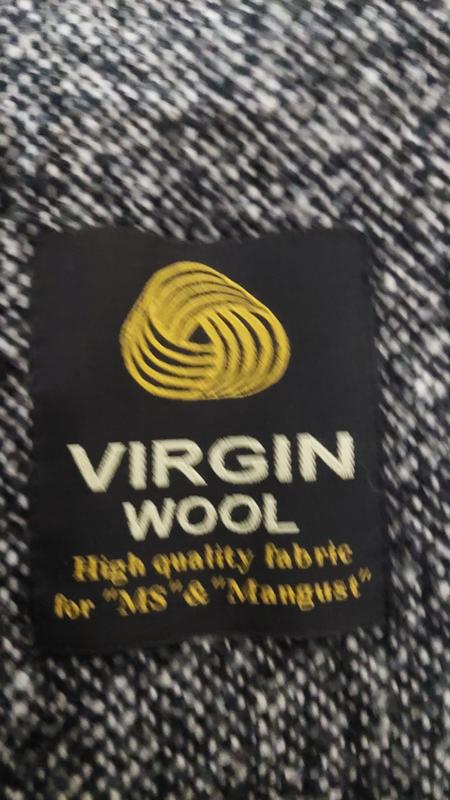 VIRGIN
WOOL
High quality fabric
for "MS" & "Mangust"